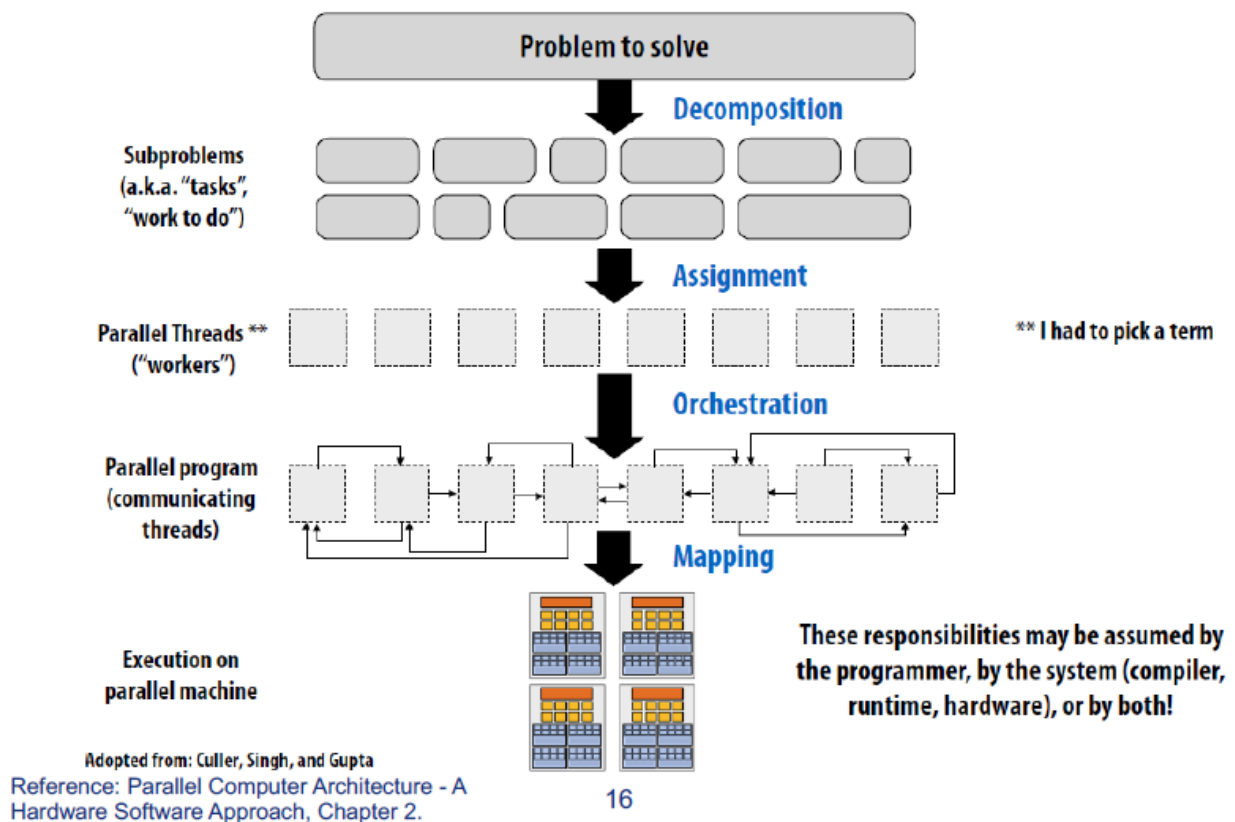 Problem to solve
Decomposition
Subproblems
(a.k.a. “tasks”,
“work to do”)
Assignment
Parallel Threads **
(“workers”)
** I had to pick a term
Orchestration
Parallel program
(communicating
threads)
Mapping
Execution on
parallel machine
These responsibilities may be assumed by
the programmer, by the system (compiler,
runtime, hardware), or by both!
Adopted from: Culler, Singh, and Gupta
Reference: Parallel Computer Architecture - A
Hardware Software Approach, Chapter 2.
16